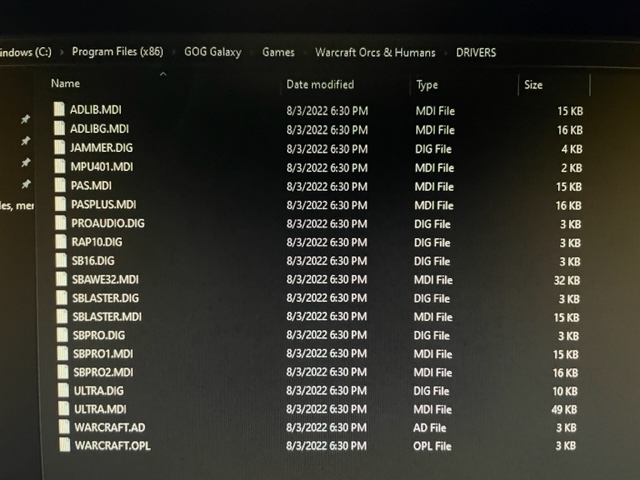 indows (C:) › Program Files (x86) › GOG Galaxy › Games › Warcraft Orcs & Humans › DRIVERS
Name Date modified Type Size
ADLIB.MDI 8/3/2022 6:30 PM MDI File 15 KB
ADLIBG.MDI 8/3/2022 6:30 PM MDI File 16 KB
JAMMER.DIG 8/3/2022 6:30 PM DIG File 4 KB
MPU401.MDI 8/3/2022 6:30 PM MDI File 2 KB
PAS.MDI 8/3/2022 6:30 PM MDI File 15 KB
les, mer PASPLUS.MDI 8/3/2022 6:30 PM MDI File 16 KB
PROAUDIO.DIG 8/3/2022 6:30 PM DIG File 3 KB
RAP10.DIG 8/3/2022 6:30 PM DIG File 3 KB
SB16.DIG 8/3/2022 6:30 PM DIG File 3 KB
SBAWE32.MDI 8/3/2022 6:30 PM MDI File 32 KB
SBLASTER.DIG 8/3/2022 6:30 PM DIG File 3 KB
SBLASTER.MDI 8/3/2022 6:30 PM MDI File 15 KB
SBPRO.DIG 8/3/2022 6:30 PM DIG File 3 KB
SBPRO1.MDI 8/3/2022 6:30 PM MDI File 15 KB
SBPRO2.MDI 8/3/2022 6:30 PM MDI File 16 KB
ULTRA.DIG 8/3/2022 6:30 PM DIG File 10 KB
ULTRA.MDI 8/3/2022 6:30 PM MDI File 49 KB
WARCRAFT.AD 8/3/2022 6:30 PM AD File 3 KB
WARCRAFT.OPL 8/3/2022 6:30 PM OPL File 3 KB